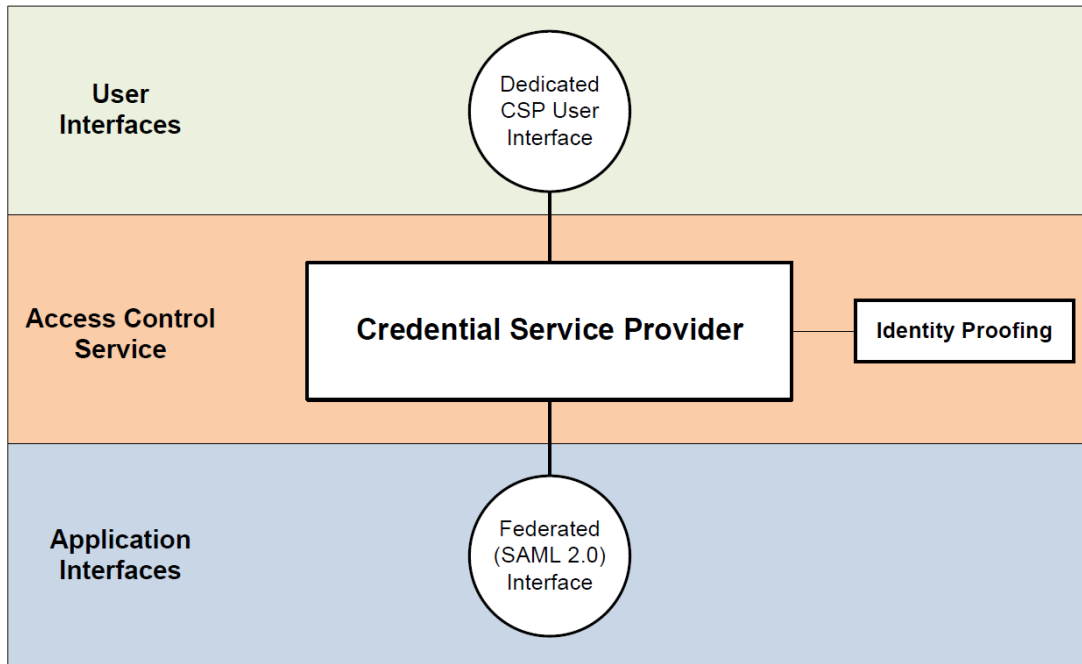 User
Interfaces
Dedicated
CSP User
Interface
Access Control
Service
Credential Service Provider
Identity Proofing
Application
Interfaces
Federated
(SAML 2.0)
Interface